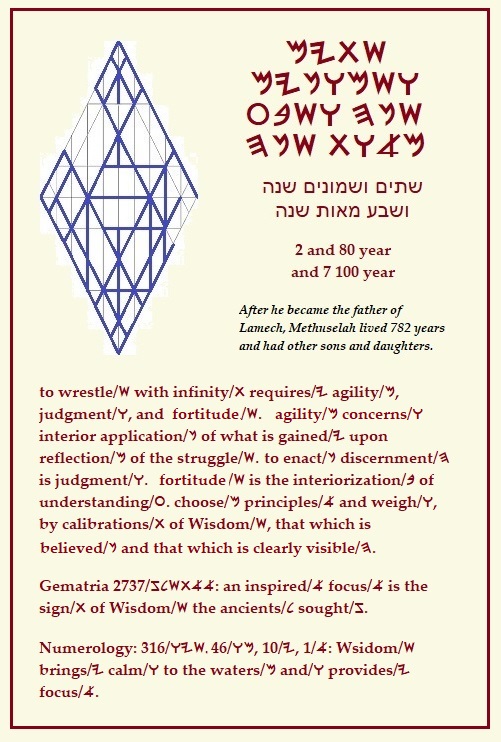 𐤔𐤕𐤉𐤌
𐤅𐤔𐤌𐤅𐤍𐤉𐤌
𐤔𐤍𐤄 𐤅𐤔𐤁𐤏
𐤌𐤀𐤅𐤕 𐤔𐤍𐤄
שתים ושמונים שנה
ושבע מאות שנה
2 and 80 year
and 7 100 year
After he became the father of
Lamech, Methuselah lived 782 years
and had other sons and daughters.
to wrestle/𐤔 with infinity/𐤕 requires/𐤉 agility/𐤌,
judgment/𐤅, and fortitude/𐤔. agility/𐤌 concerns/𐤅
interior application/𐤍 of what is gained/𐤉 upon
reflection/𐤌 of the struggle/𐤔. to enact/𐤍 discernment/𐤄
is judgment/𐤅. fortitude/𐤔 is the interiorization/𐤁 of
understanding/𐤏. choose/𐤌 principles/𐤀 and weigh/𐤅,
by calibrations/𐤕 of Wisdom/𐤔, that which is
believed/𐤍 and that which is clearly visible/𐤄.
Gematria 2737/𐤀𐤀𐤕𐤔𐤋𐤆: an inspired/𐤀 focus/𐤀 is the
sign/𐤕 of Wisdom/𐤔 the ancients/𐤋 sought/𐤆.
Numerology: 316/𐤔𐤉𐤅. 46/𐤌𐤅, 10/𐤉, 1/𐤀: Wsidom/𐤔
brings/𐤉 calm/𐤅 to the waters/𐤌 and/𐤅 provides/𐤉
focus/𐤀.